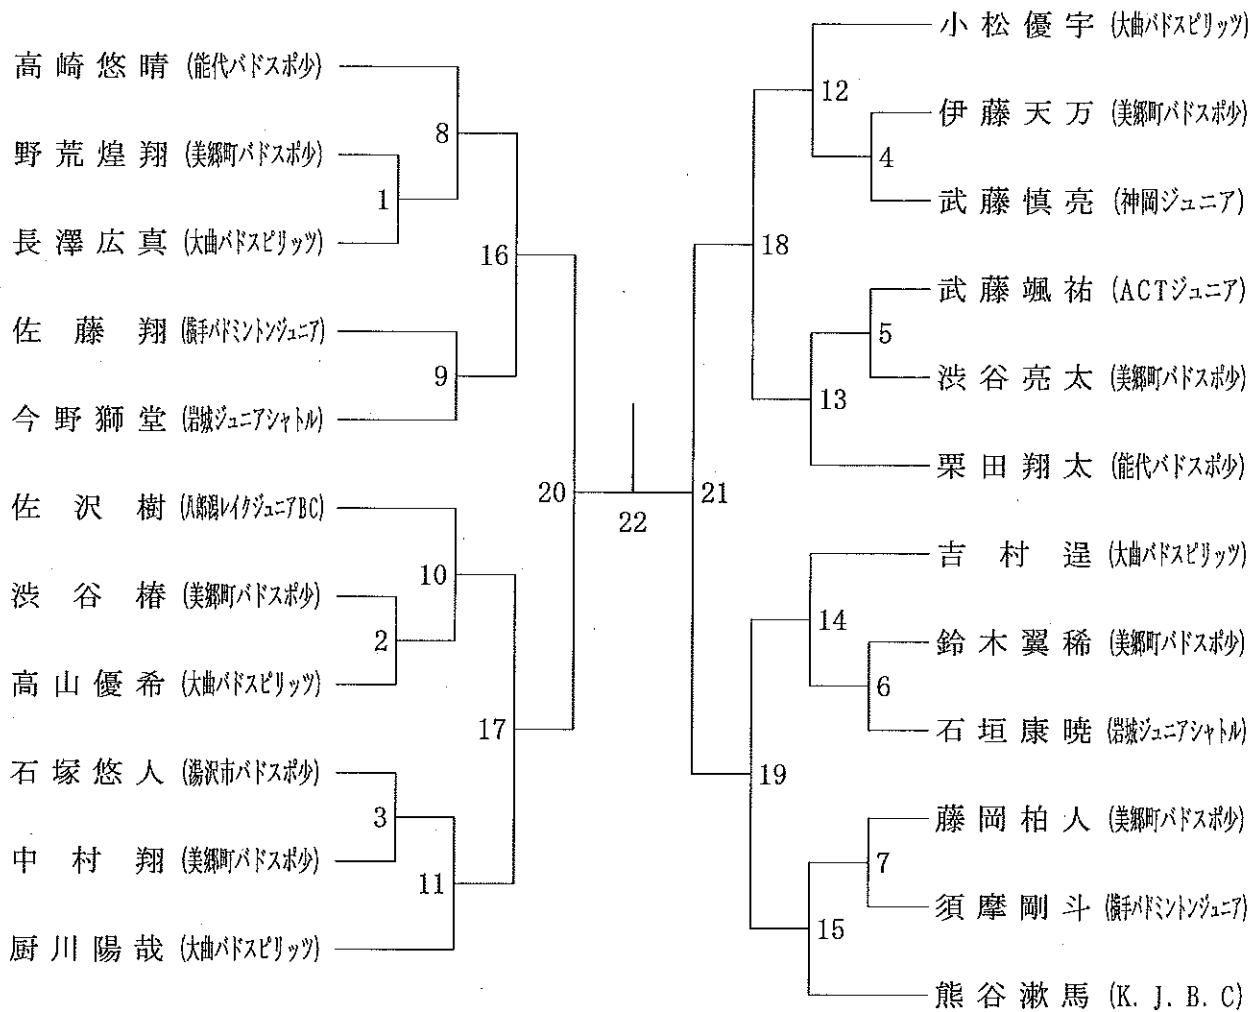 高崎悠晴 (能代バドスポ少)
野荒煌翔 (美郷町バドスポ少)
長澤広真 (大曲バドスピリッツ)
佐藤翔 (横手バドミントンジュニア)
今野獅堂 (岩城ジュニアシャトル)
佐沢樹 (八郎潟レイクジュニアBC)
渋谷椿 (美郷町バドスポ少)
高山優希 (大曲バドスピリッツ)
石塚悠人 (湯沢市バドスポ少)
中村翔 (美郷町バドスポ少)
厨川陽哉 (大曲バドスピリッツ)
1
2
3
8
9
10
11
16
17
20
22
21
18
19
12
13
14
15
4
5
6
7
小松優宇 (大曲バドスピリッツ)
伊藤天万 (美郷町バドスポ少)
武藤慎亮 (神岡ジュニア)
武藤颯祐 (ACTジュニア)
渋谷亮太 (美郷町バドスポ少)
栗田翔太 (能代バドスポ少)
吉村逞 (大曲バドスピリッツ)
鈴木翼稀 (美郷町バドスポ少)
石垣康暁 (岩城ジュニアシャトル)
藤岡柏人 (美郷町バドスポ少)
須摩剛斗 (横手バドミントンジュニア)
熊谷漱馬 (K.J.B.C)